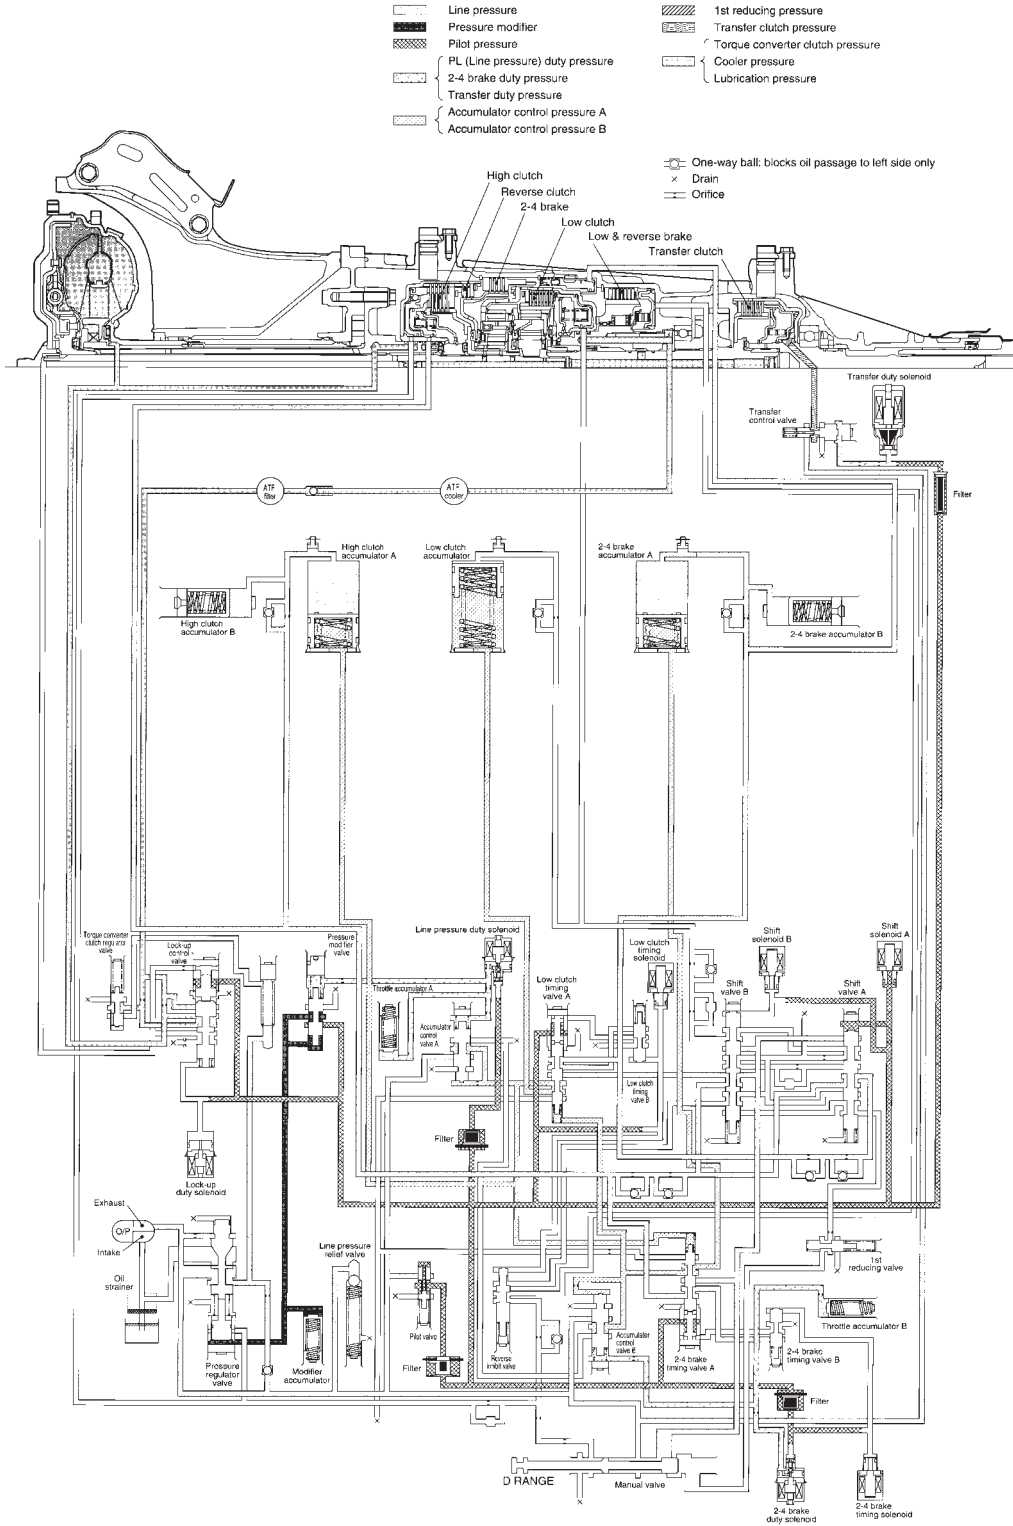 Line pressure
Pressure modifier
Pilot pressure
PL (Line pressure) duty pressure
2-4 brake duty pressure
Transfer duty pressure
Accumulator control pressure A
Accumulator control pressure B
1st reducing pressure
Transfer clutch pressure
Torque converter clutch pressure
Cooler pressure
Lubrication pressure
One-way ball: blocks oil passage to left side only
Drain
Orifice
High clutch
Reverse clutch
2-4 brake
Low clutch
Low & reverse brake
Transfer clutch
Transfer duty solenoid
Transfer
control valve
ATF
filter
ATF
cooler
Filter
High clutch
accumulator A
Low clutch
accumulator
2-4 brake
accumulator A
High clutch
accumulator B
2-4 brake accumulator B
Torque converter
clutch regulator
valve
Lock-up
control
valve
Pressure
modifier
valve
Line pressure duty solenoid
Low clutch
timing
solenoid
Shift
solenoid B
Shift
solenoid A
Throttle accumulator A
Low clutch
timing
valve A
Shift
valve B
Shift
valve A
Accumulator
control
valve A
Low clutch
timing
valve B
Filter
Lock-up
duty solenoid
Exhaust
O/P
Intake
Oil
strainer
Line pressure
relief valve
1st
reducing valve
Pilot valve
Throttle accumulator B
Pressure
regulator
valve
Modifier
accumulator
Filter
Reverse
inhibit valve
Accumulator
control
valve B
2-4 brake
timing valve A
2-4 brake
timing valve B
Filter
D RANGE
Manual valve
2-4 brake
duty solenoid
2-4 brake
timing solenoid